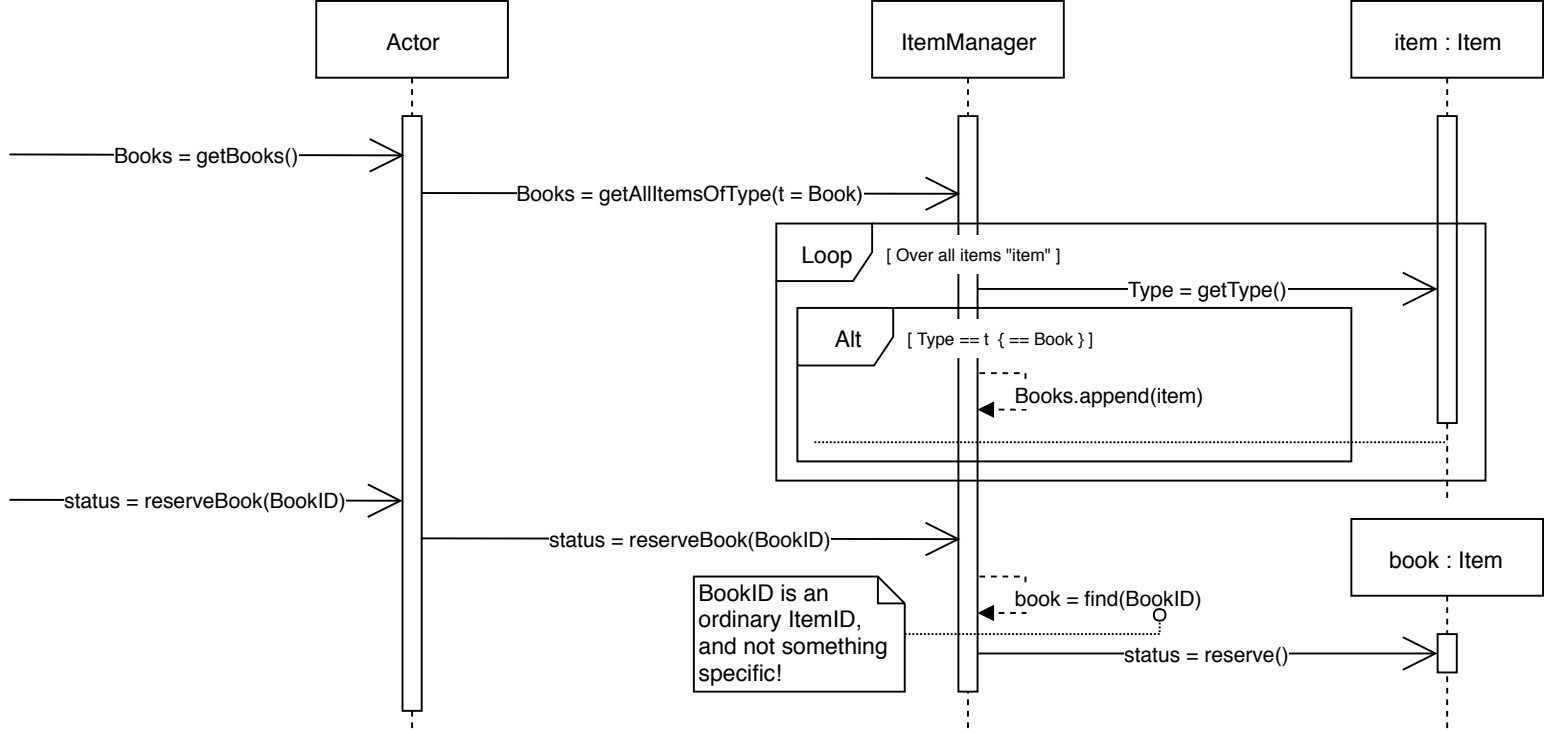 Actor
ItemManager
item : Item
Books = getBooks()
Books = getAllItemsOfType(t = Book)
Loop
[ Over all items "item" ]
Type = getType()
Alt
[ Type == t { == Book } ]
Books.append(item)
status = reserveBook(BookID)
status = reserveBook(BookID)
book : Item
BookID is an
ordinary ItemID,
and not something
specific!
book = find(BookID)
status = reserve()